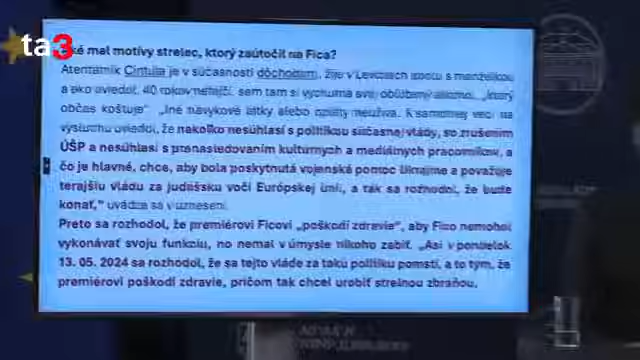 ta3
Aké mal motívy strelec, ktorý zaútočil na Fica?
Atentátnik Cintula je v súčasnosti dôchodca, žije v Leviciach spolu s manželkou
a ako uviedol, 40 rokov nefajčí, sem tam si vychutná svoj obľúbený alkohol, „ktorý
občas koštuje“. „Iné návykové látky alebo opiáty neužíva. K samotnej veci na
výsluchu uviedol, že nakoľko nesúhlasí s politikou súčasnej vlády, so zrušením
ÚŠP a nesúhlasí s prenasledovaním kultúrnych a mediálnych pracovníkov, a
čo je hlavné, chce, aby bola poskytnutá vojenská pomoc Ukrajine a považuje
terajšiu vládu za judášsku voči Európskej únii, a tak sa rozhodol, že bude
konať,“ uvádza sa v uznesení.
Preto sa rozhodol, že premiérovi Ficovi „poškodí zdravie“, aby Fico nemohol
vykonávať svoju funkciu, no nemal v úmysle nikoho zabiť. „Asi v pondelok
13. 05. 2024 sa rozhodol, že sa tejto vláde za takú politiku pomstí, a to tým, že
premiérovi poškodí zdravie, pričom tak chcel urobiť strelnou zbraňou.